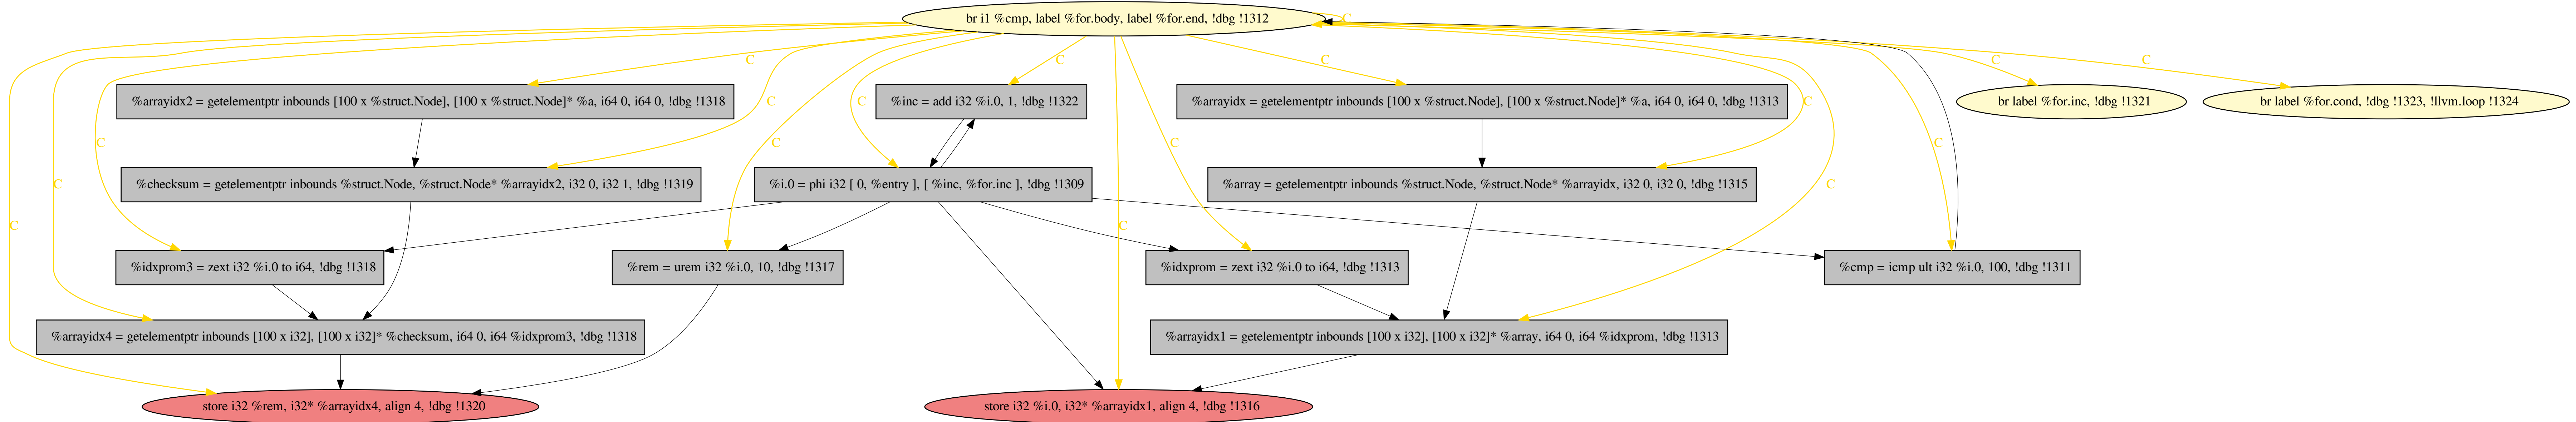 br i1 %cmp, label %for.body, label %for.end, !dbg !1312
C
C
C
C
C
C
%arrayidx2 = getelementptr inbounds [100 x %struct.Node], [100 x %struct.Node]* %a, i64 0, i64 0, !dbg !1318
C
C
%inc = add i32 %i.0, 1, !dbg !1322
%arrayidx = getelementptr inbounds [100 x %struct.Node], [100 x %struct.Node]* %a, i64 0, i64 0, !dbg !1313
C
br label %for.inc, !dbg !1321
br label %for.cond, !dbg !1323, !llvm.loop !1324
C
C
C
C
%checksum = getelementptr inbounds %struct.Node, %struct.Node* %arrayidx2, i32 0, i32 1, !dbg !1319
C
%i.0 = phi i32 [ 0, %entry ], [ %inc, %for.inc ], !dbg !1309
%array = getelementptr inbounds %struct.Node, %struct.Node* %arrayidx, i32 0, i32 0, !dbg !1315
C
C
C
%idxprom3 = zext i32 %i.0 to i64, !dbg !1318
%rem = urem i32 %i.0, 10, !dbg !1317
%idxprom = zext i32 %i.0 to i64, !dbg !1313
%cmp = icmp ult i32 %i.0, 100, !dbg !1311
%arrayidx4 = getelementptr inbounds [100 x i32], [100 x i32]* %checksum, i64 0, i64 %idxprom3, !dbg !1318
%arrayidx1 = getelementptr inbounds [100 x i32], [100 x i32]* %array, i64 0, i64 %idxprom, !dbg !1313
store i32 %rem, i32* %arrayidx4, align 4, !dbg !1320
store i32 %i.0, i32* %arrayidx1, align 4, !dbg !1316